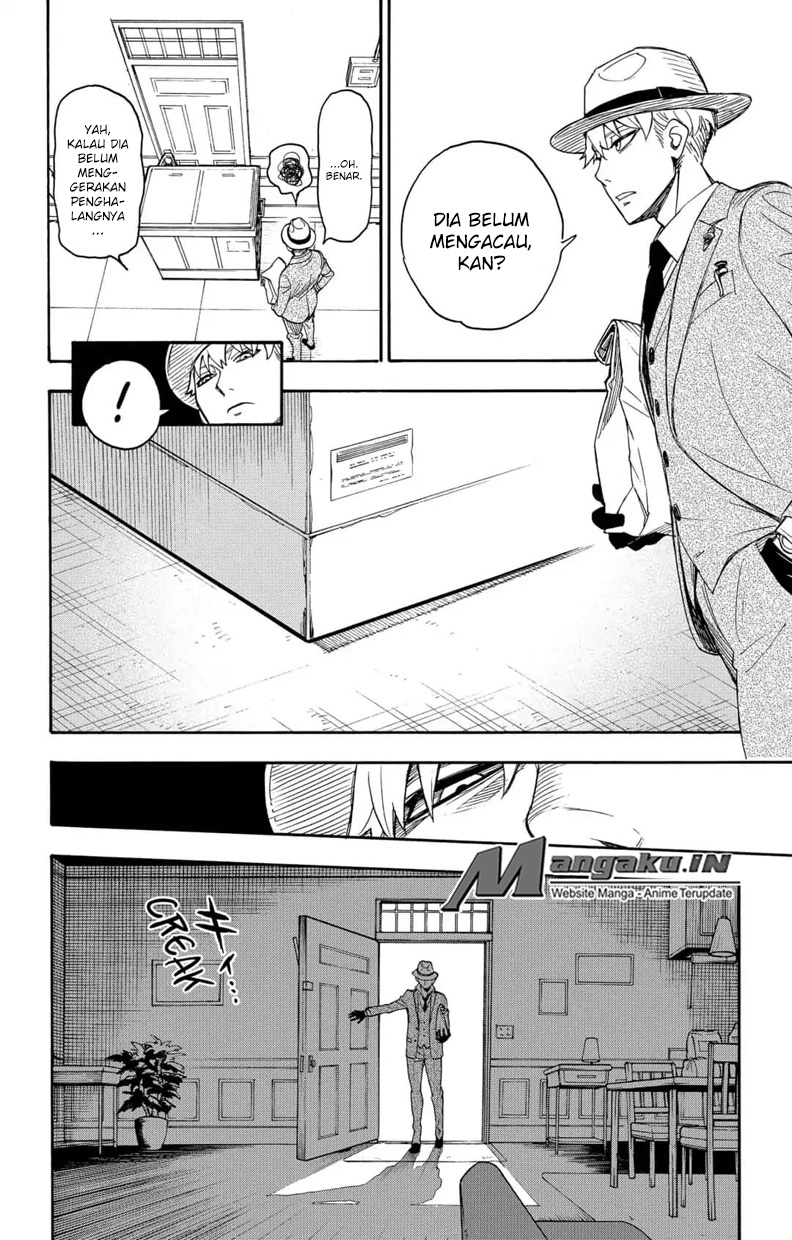 DIA BELUM
MENGACAU,
KAN?
...OH.
BENAR.
YAH,
KALAU DIA
BELUM
MENG-
GERAKAN
PENGHA-
LANGNYA
...
!
Mangaku.iN
Website Manga - Anime Terupdate
ギィ...
CREAK